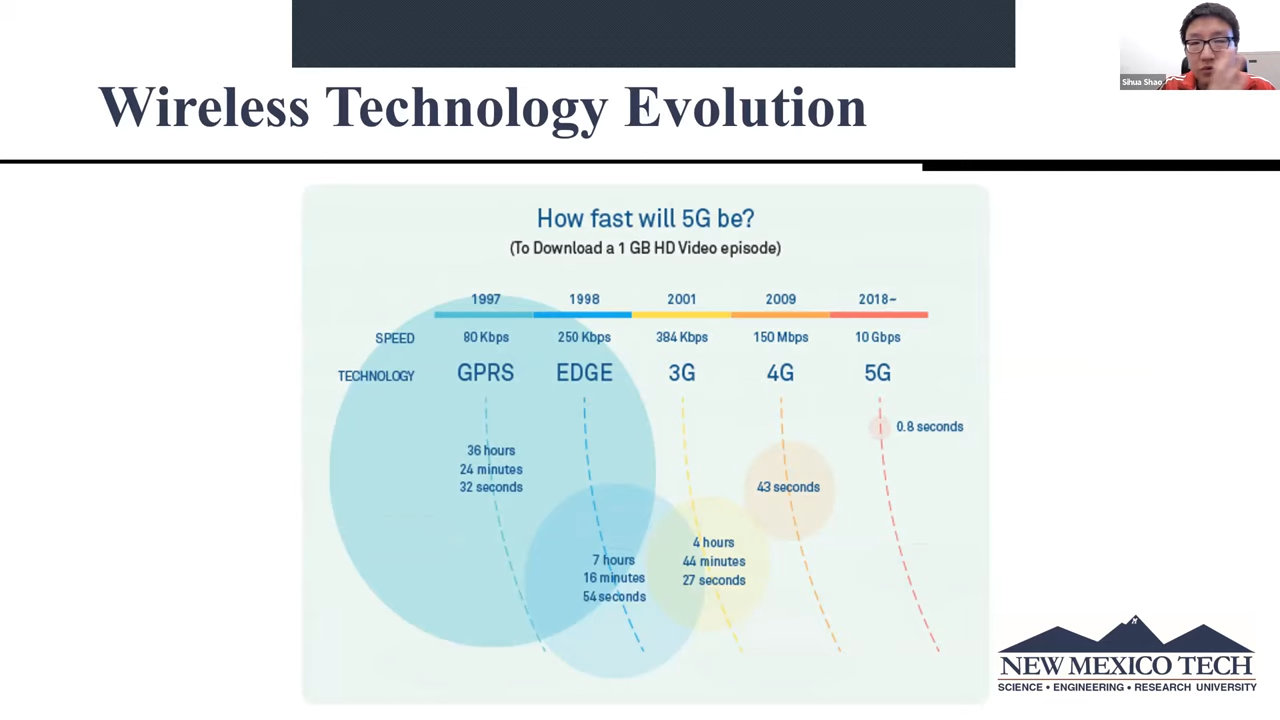 Sihua Shao
Wireless Technology Evolution
How fast will 5G be?
(To Download a 1 GB HD Video episode)
1997 1998 2001 2009 2018~
SPEED 80 Kbps 250 Kbps 384 Kbps 150 Mbps 10 Gbps
TECHNOLOGY GPRS EDGE 3G 4G 5G
0.8 seconds
36 hours
24 minutes
32 seconds
43 seconds
7 hours
16 minutes
54 seconds
4 hours
44 minutes
27 seconds
NEW MEXICO TECH
SCIENCE • ENGINEERING • RESEARCH UNIVERSITY